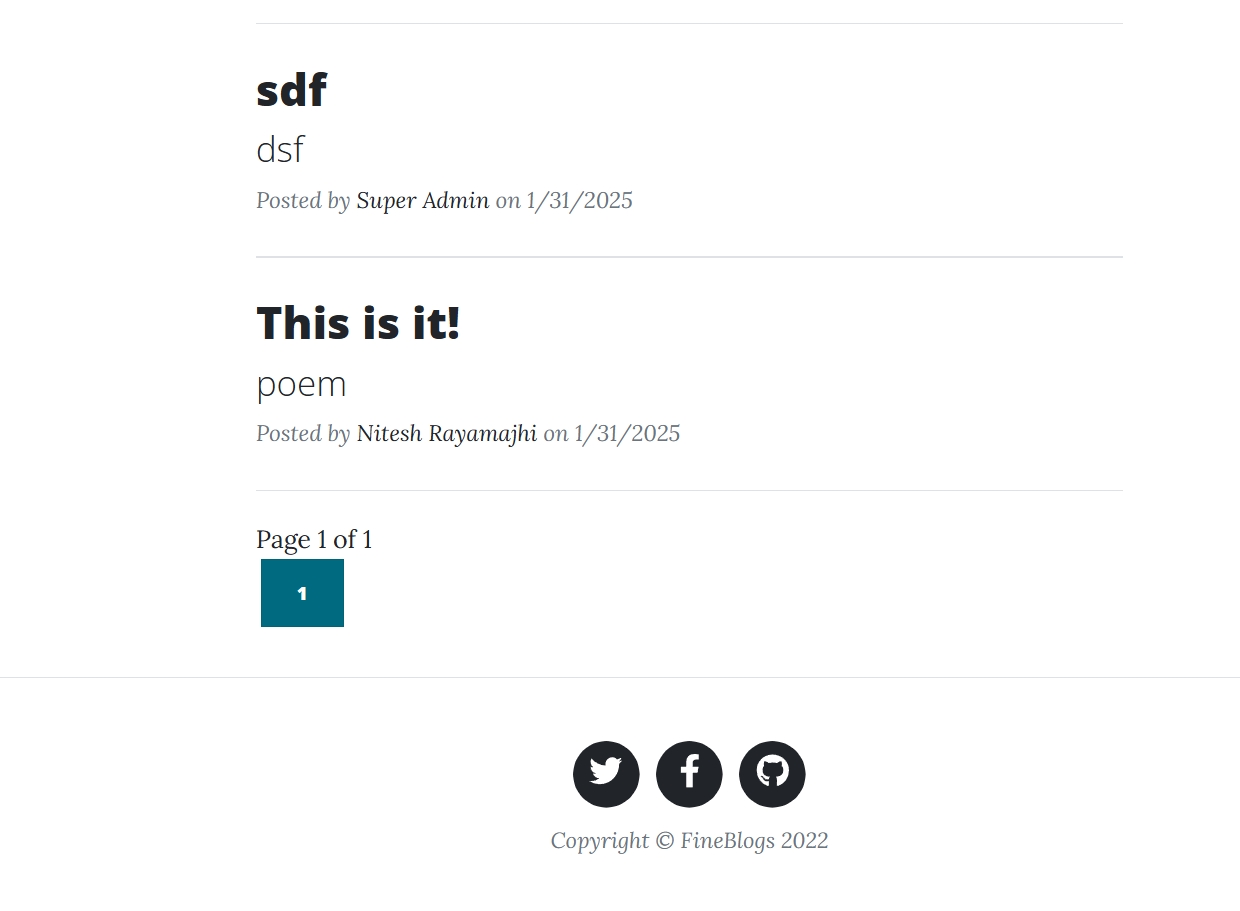 sdf
dsf
Posted by Super Admin on 1/31/2025
This is it!
poem
Posted by Nitesh Rayamajhi on 1/31/2025
Page 1 of 1
1
Copyright © FineBlogs 2022